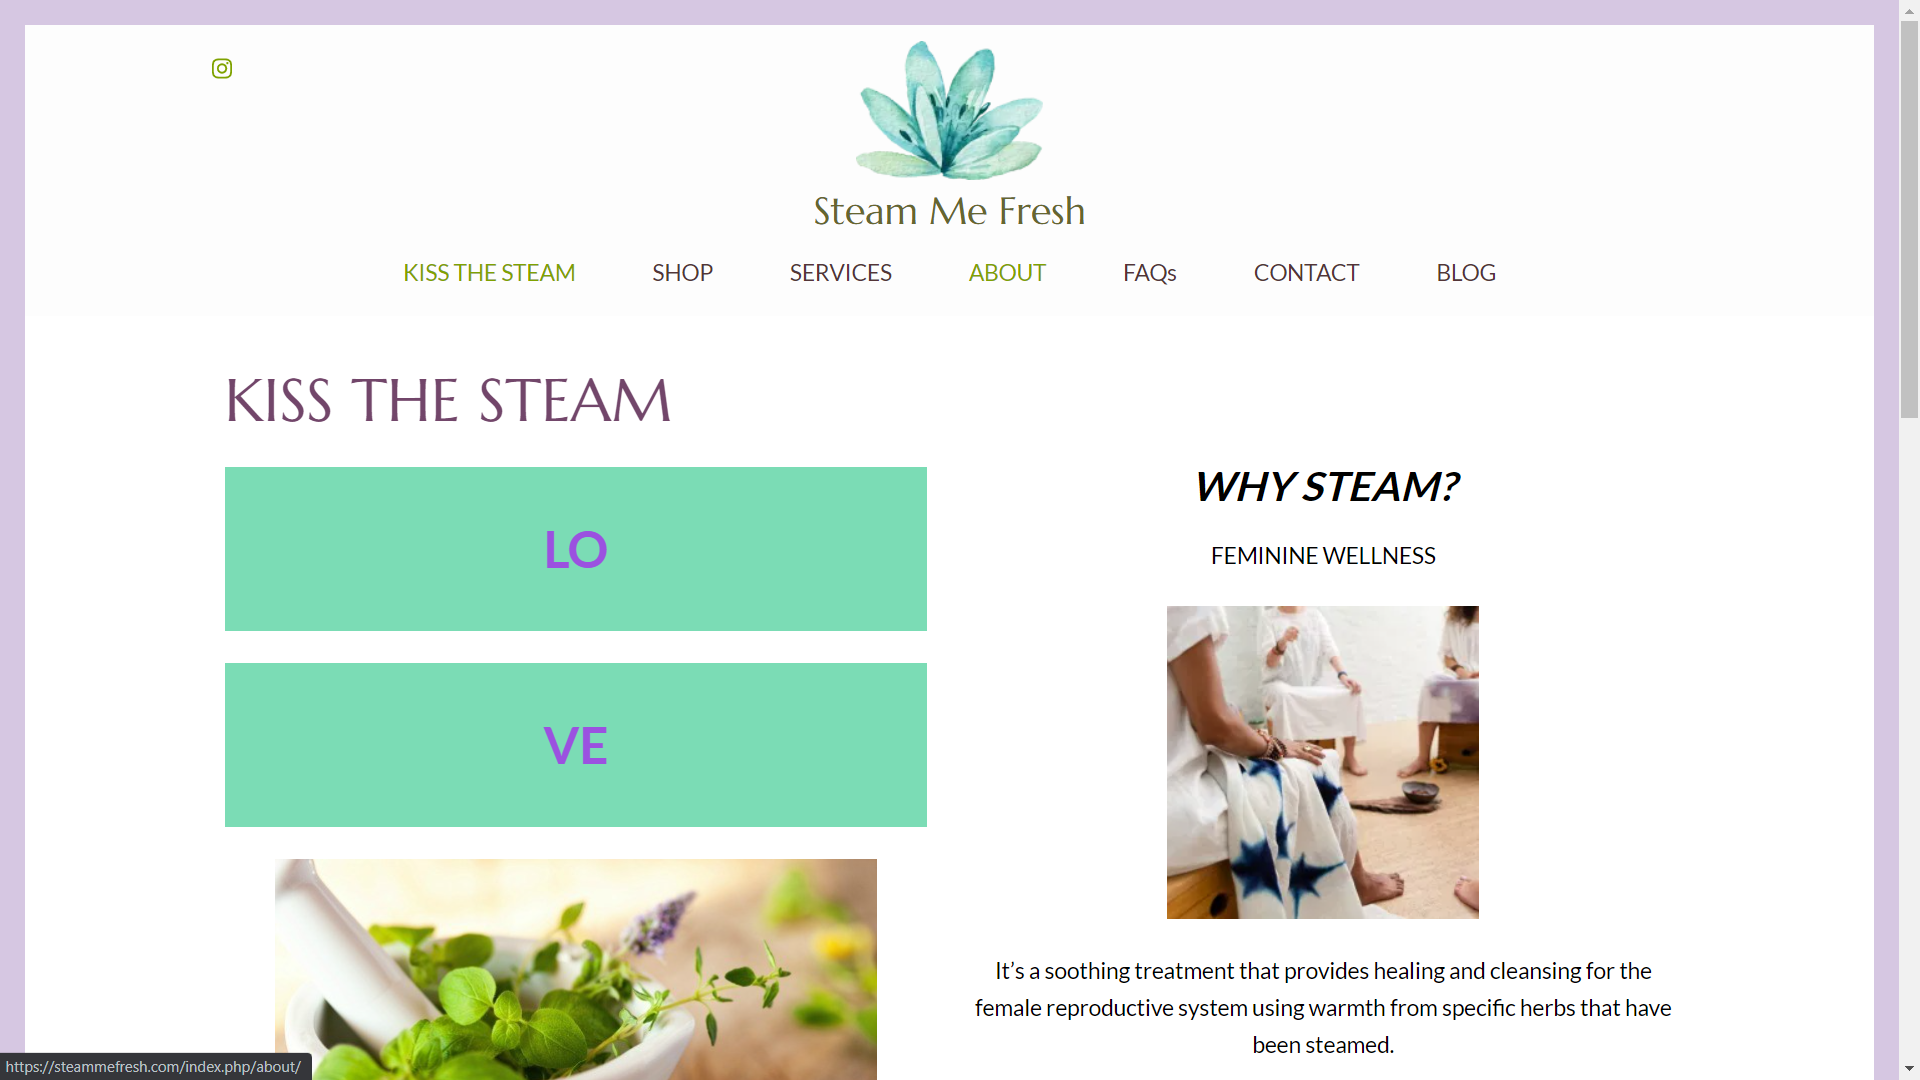 Steam Me Fresh
KISS THE STEAM SHOP SERVICES ABOUT FAQs CONTACT BLOG
KISS THE STEAM
LO
VE
WHY STEAM?
FEMININE WELLNESS
It’s a soothing treatment that provides healing and cleansing for the
female reproductive system using warmth from specific herbs that have
been steamed.
https://steammefresh.com/index.php/about/